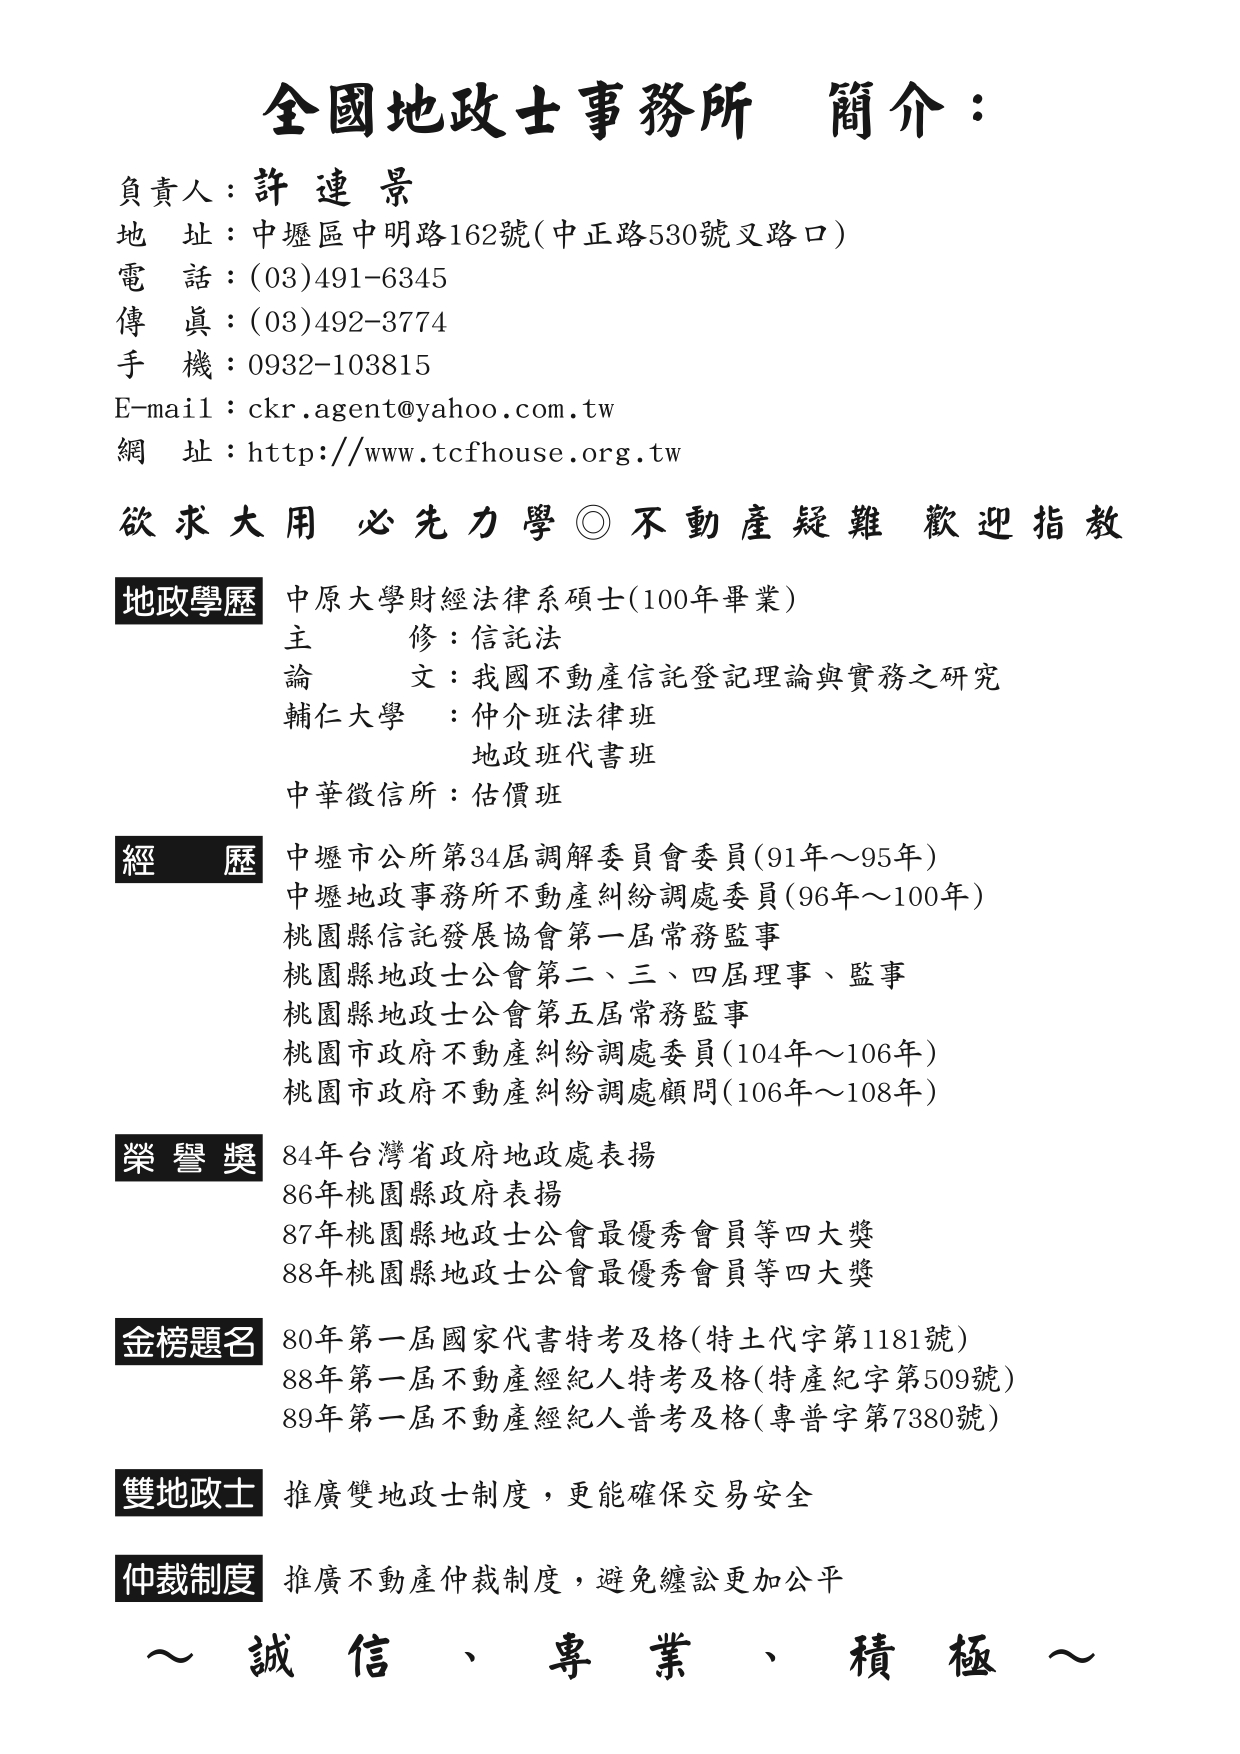 全國地政士事務所　簡介：
負責人：許連景
地　址：中壢區中明路162號(中正路530號叉路口)
電　話：(03)491-6345
傳　眞：(03)492-3774
手　機：0932-103815
E-mail：ckr.agent@yahoo.com.tw
網　址：http://www.tcfhouse.org.tw
欲求大用 必先力學◎不動產疑難 歡迎指教
地政學歷 中原大學財經法律系碩士(100年畢業)
主　　　修：信託法
論　　　文：我國不動產信託登記理論與實務之研究
輔仁大學　：仲介班法律班
地政班代書班
中華徵信所：估價班
經　歷 中壢市公所第34屆調解委員會委員(91年～95年)
中壢地政事務所不動產糾紛調處委員(96年～100年)
桃園縣信託發展協會第一屆常務監事
桃園縣地政士公會第二、三、四屆理事、監事
桃園縣地政士公會第五屆常務監事
桃園市政府不動產糾紛調處委員(104年～106年)
桃園市政府不動產糾紛調處顧問(106年～108年)
榮譽獎 84年台灣省政府地政處表揚
86年桃園縣政府表揚
87年桃園縣地政士公會最優秀會員等四大獎
88年桃園縣地政士公會最優秀會員等四大獎
金榜題名 80年第一屆國家代書特考及格(特土代字第1181號)
88年第一屆不動產經紀人特考及格(特產紀字第509號)
89年第一屆不動產經紀人普考及格(專普字第7380號)
雙地政士 推廣雙地政士制度，更能確保交易安全
仲裁制度 推廣不動產仲裁制度，避免纏訟更加公平
～誠信、專業、積極～